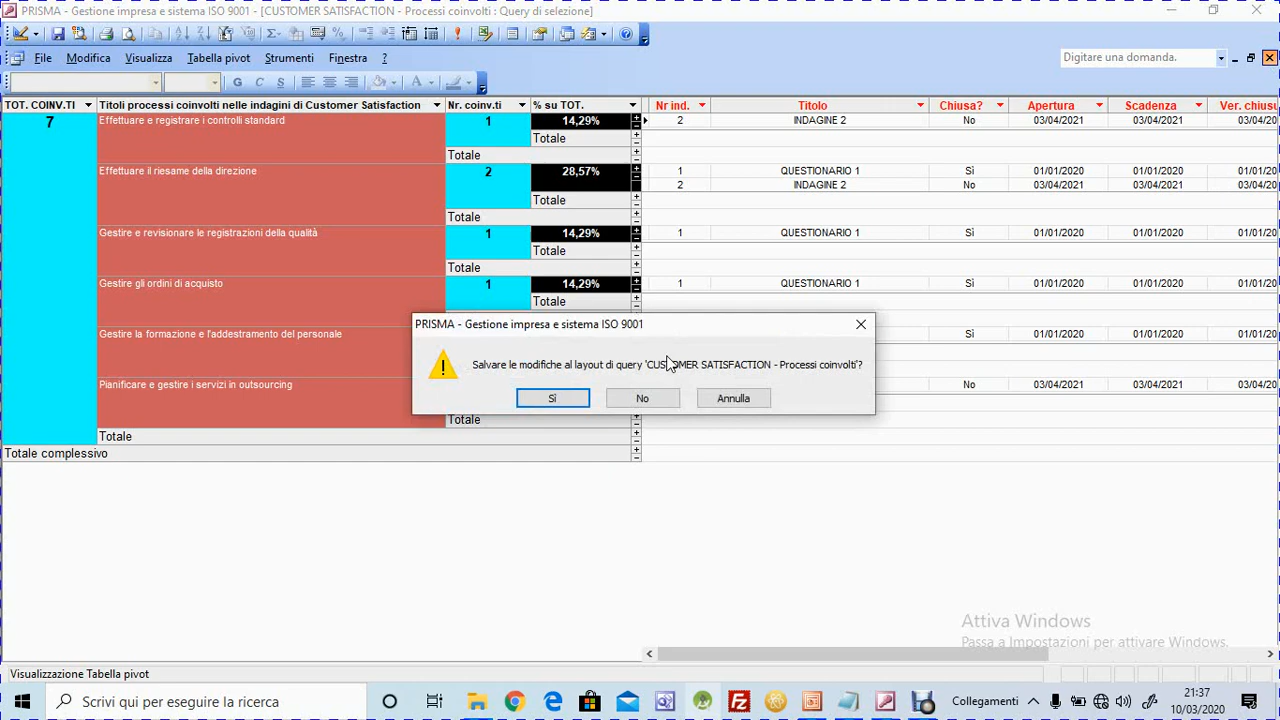 PRISMA - Gestione impresa e sistema ISO 9001 - [CUSTOMER SATISFACTION - Processi coinvolti : Query di selezione]
File Modifica Visualizza Strumenti Finestra ? Digitare una domanda.
G C S A
TOT. COINV.TI Titoli processi coinvolti nelle indagini di Customer Satisfaction Nr. coinv.ti % su TOT. Nr ind. Titolo Chiusa? Apertura Scadenza Ver. chiusu
7 Effettuare e registrare i controlli standard 1 14,29% 2 INDAGINE 2 No 03/04/2021 03/04/2021 03/04/20
Totale
Totale
Effettuare il riesame della direzione 2 28,57% 1 QUESTIONARIO 1 Sì 01/01/2020 01/01/2020 01/01/20
2 INDAGINE 2 No 03/04/2021 03/04/2021 03/04/20
Totale
Totale
Gestire e revisionare le registrazioni della qualità 1 14,29% 1 QUESTIONARIO 1 Sì 01/01/2020 01/01/2020 01/01/20
Totale
Totale
Gestire gli ordini di acquisto 1 14,29% 1 QUESTIONARIO 1 Sì 01/01/2020 01/01/2020 01/01/20
Totale
PRISMA - Gestione impresa e sistema ISO 9001
Gestire la formazione e l'addestramento del personale Sì 01/01/2020 01/01/2020 01/01/20
Salvare le modifiche al layout di query 'CUSTOMER SATISFACTION - Processi coinvolti'?
Pianificare e gestire i servizi in outsourcing No 03/04/2021 03/04/2021 03/04/20
Sì No Annulla
Totale
Totale
Totale complessivo
Attiva Windows
Passa a Impostazioni per attivare Windows.
Visualizzazione Tabella pivot
Scrivi qui per eseguire la ricerca
Collegamenti
21:37
10/03/2020